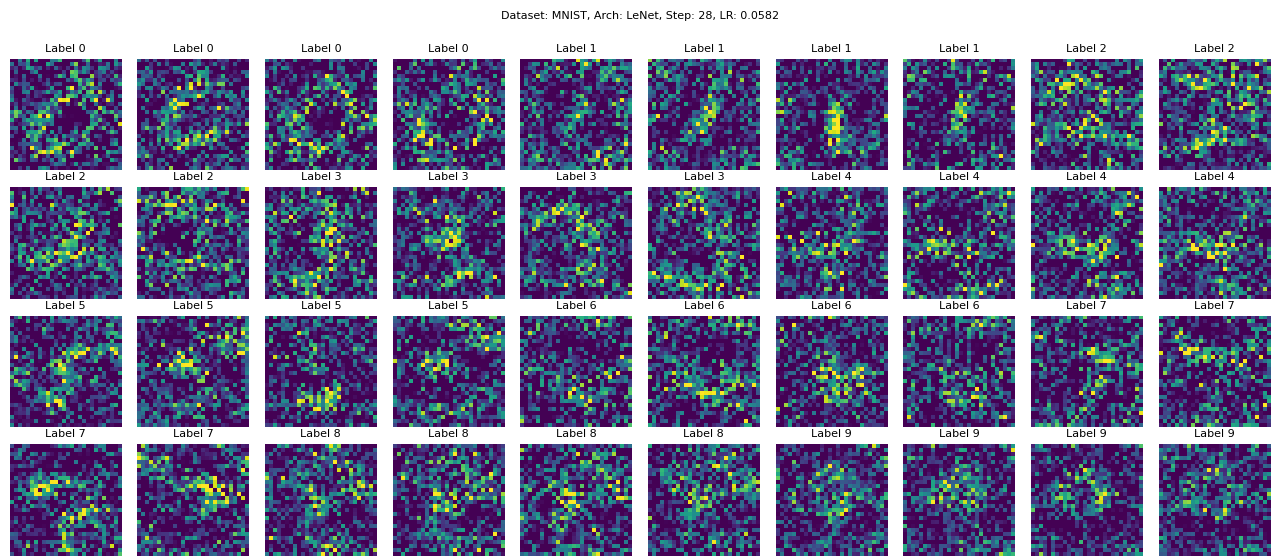 Dataset: MNIST, Arch: LeNet, Step: 28, LR: 0.0582
Label 0 Label 0 Label 0 Label 0 Label 1 Label 1 Label 1 Label 1 Label 2 Label 2
Label 2 Label 2 Label 3 Label 3 Label 3 Label 3 Label 4 Label 4 Label 4 Label 4
Label 5 Label 5 Label 5 Label 5 Label 6 Label 6 Label 6 Label 6 Label 7 Label 7
Label 7 Label 7 Label 8 Label 8 Label 8 Label 8 Label 9 Label 9 Label 9 Label 9